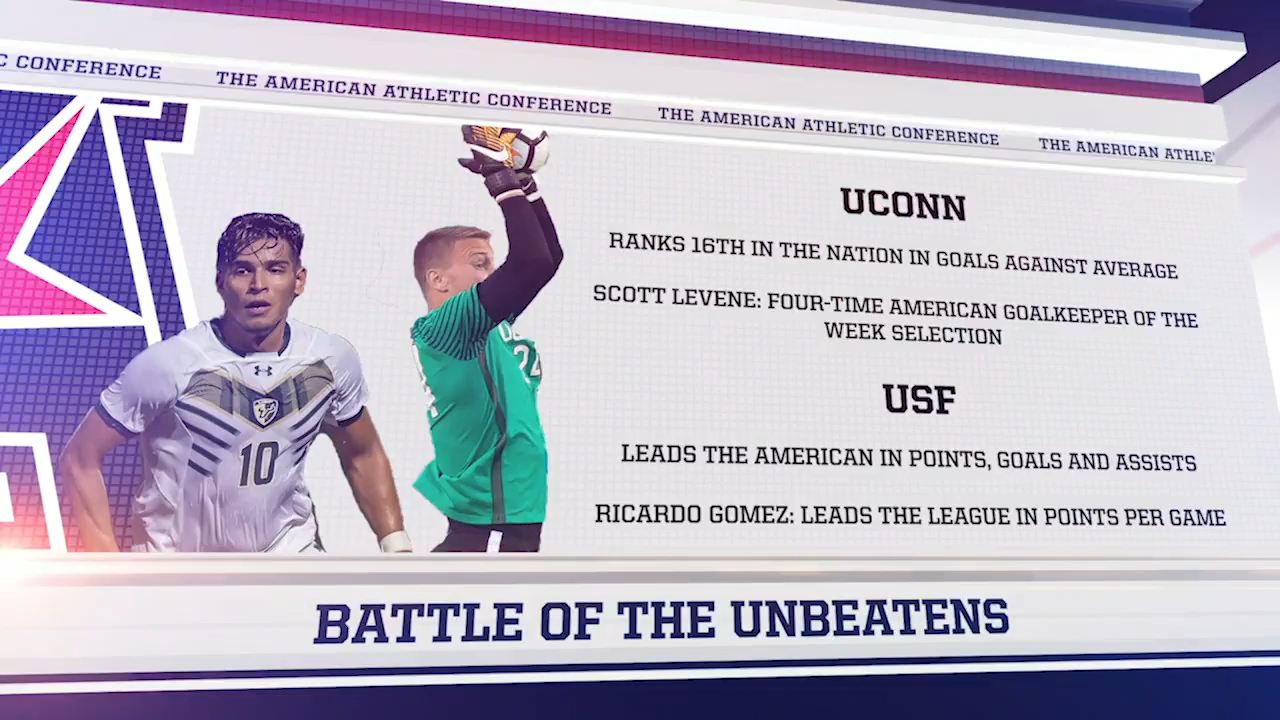 C CONFERENCE THE AMERICAN ATHLETIC CONFERENCE THE AMERICAN ATHLETIC CONFERENCE THE AMERICAN ATHLE
UCONN
RANKS 16TH IN THE NATION IN GOALS AGAINST AVERAGE
SCOTT LEVENE: FOUR-TIME AMERICAN GOALKEEPER OF THE
WEEK SELECTION
USF
LEADS THE AMERICAN IN POINTS, GOALS AND ASSISTS
RICARDO GOMEZ: LEADS THE LEAGUE IN POINTS PER GAME
10
BATTLE OF THE UNBEATENS